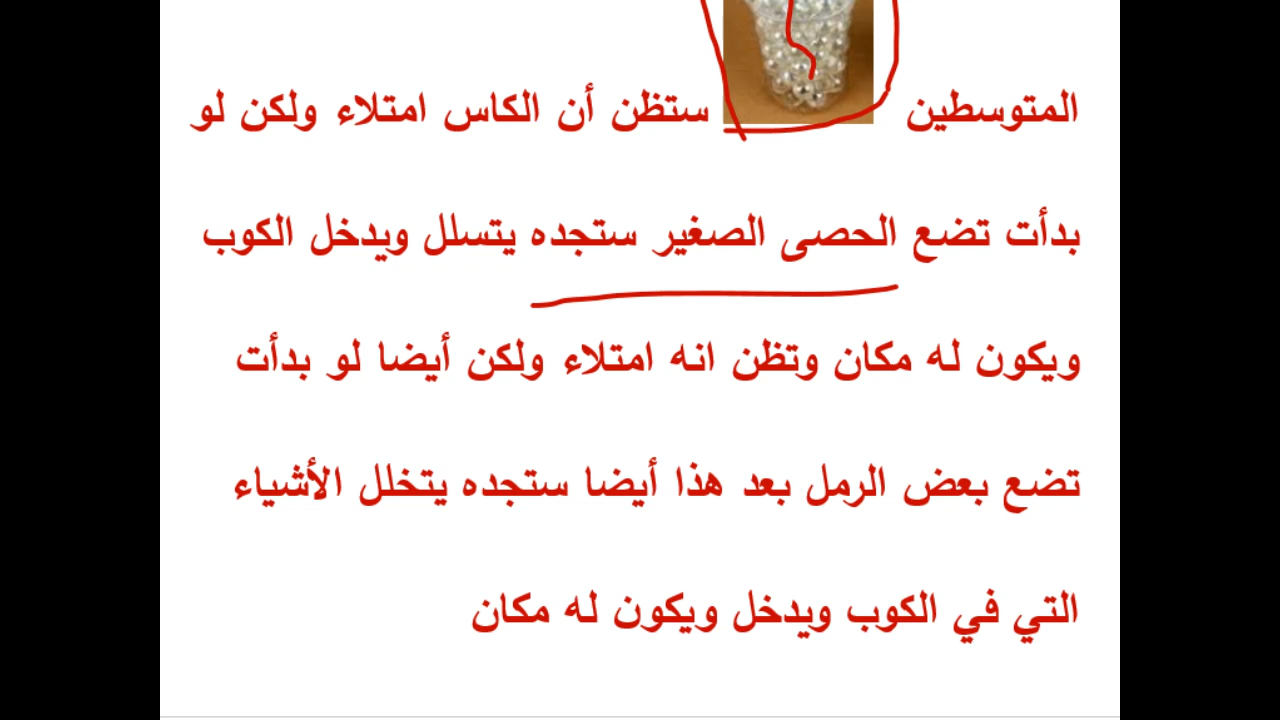 المتوسطين ستظن أن الكاس امتلاء ولكن لو
بدأت تضع الحصى الصغير ستجده يتسلل ويدخل الكوب
ويكون له مكان وتظن انه امتلاء ولكن أيضا لو بدأت
تضع بعض الرمل بعد هذا أيضا ستجده يتخلل الأشياء
التي في الكوب ويدخل ويكون له مكان